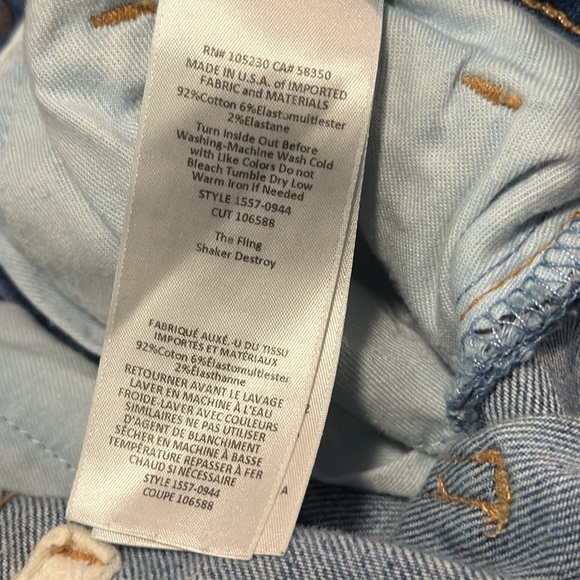 RN# 105230 CA# 58350
MADE IN U.S.A. of IMPORTED
FABRIC and MATERIALS
92%Cotton 6%Elastomultiester
2%Elastane
Turn Inside Out Before
Washing-Machine Wash Cold
with Like Colors Do not
Bleach Tumble Dry Low
Warm Iron If Needed
STYLE 1557-0944
CUT 106588
The Fling
Shaker Destroy
FABRIQUÉ AUXÉ.-U DU TISSU
IMPORTÉS ET MATÉRIAUX
92%Coton 6%Élastomultiester
2%Élasthanne
RETOURNER AVANT LE LAVAGE
LAVER EN MACHINE À L'EAU
FROIDE-LAVER AVEC COULEURS
SIMILAIRES NE PAS UTILISER
D'AGENT DE BLANCHIMENT
SÉCHER EN MACHINE À BASSE
TEMPÉRATURE REPASSER À FER
CHAUD SI NÉCESSAIRE
STYLE 1557-0944
COUPE 106588